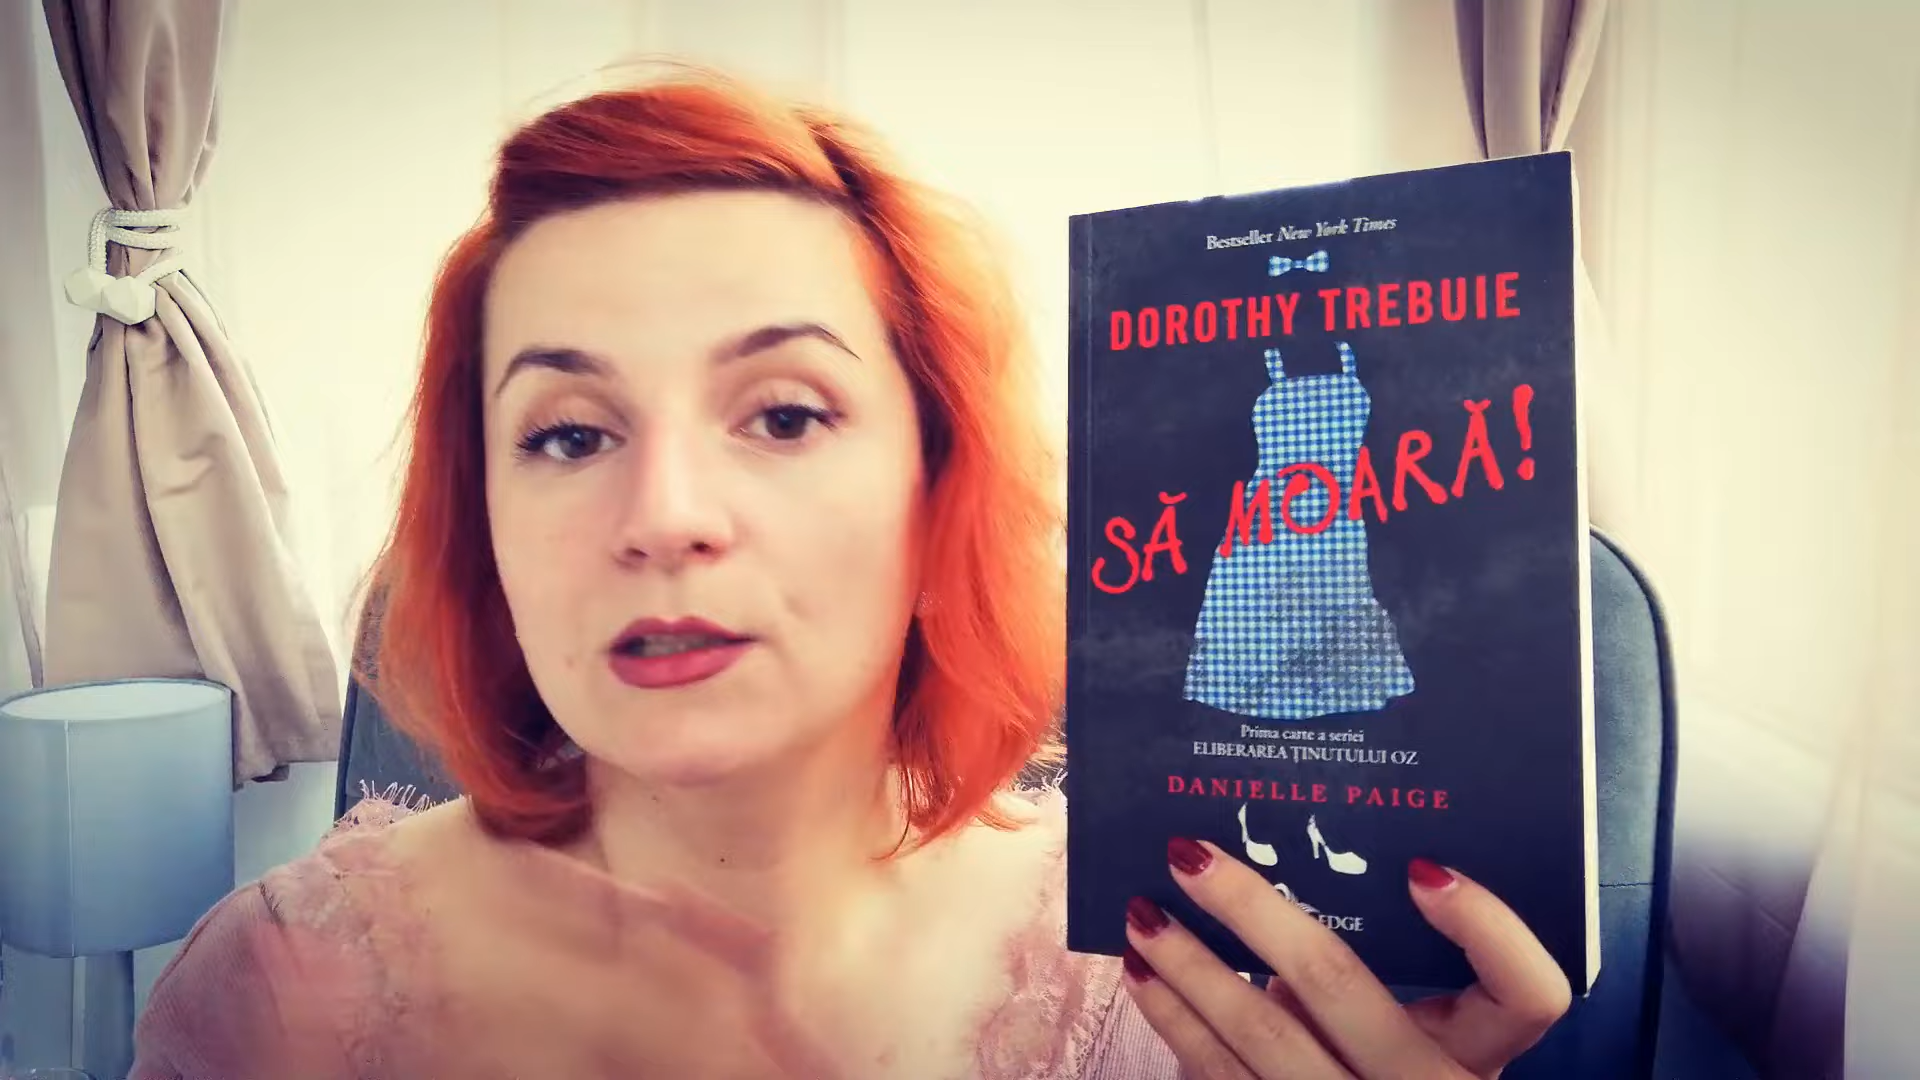 Bestseller New York Times
DOROTHY TREBUIE
SĂ MOARĂ!
Prima carte a seriei
ELIBERAREA ȚINUTULUI OZ
DANIELLE PAIGE
EDGE